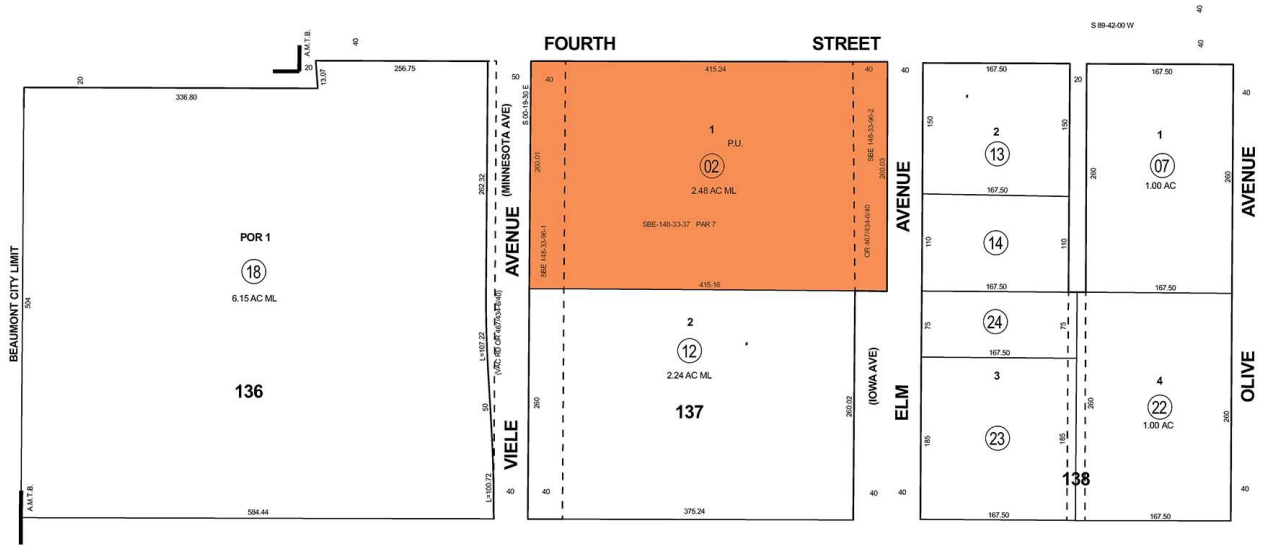 40
S 89-42-00 W
A.M.T.B.
40
FOURTH
STREET
40
20
256.75
50
40
415.24
40
40
167.50
20
167.50
40
20
13.07
336.80
S 00-19-30 E
(MINNESOTA AVE)
AVENUE
VIELE
1
P.U.
02
2.48 AC ML
SBE-148-33-37 PAR 7
260.01
SBE 148-33-96-1
SBE 148-33-96-2
260.03
OR 467/434-6/40
415.16
262.32
(VAC RD OR 467/434-6/40)
L=107.22
50
L=100.72
BEAUMONT CITY LIMIT
504
POR 1
18
6.15 AC ML
136
A.M.T.B.
584.44
2
12
2.24 AC ML
137
260
260.02
40
40
375.24
40
40
AVENUE
(IOWA AVE)
ELM
150
2
13
150
167.50
110
14
110
167.50
75
24
75
167.50
3
185
23
185
138
167.50
260
1
07
1.00 AC
260
167.50
4
260
22
1.00 AC
260
167.50
AVENUE
OLIVE
40